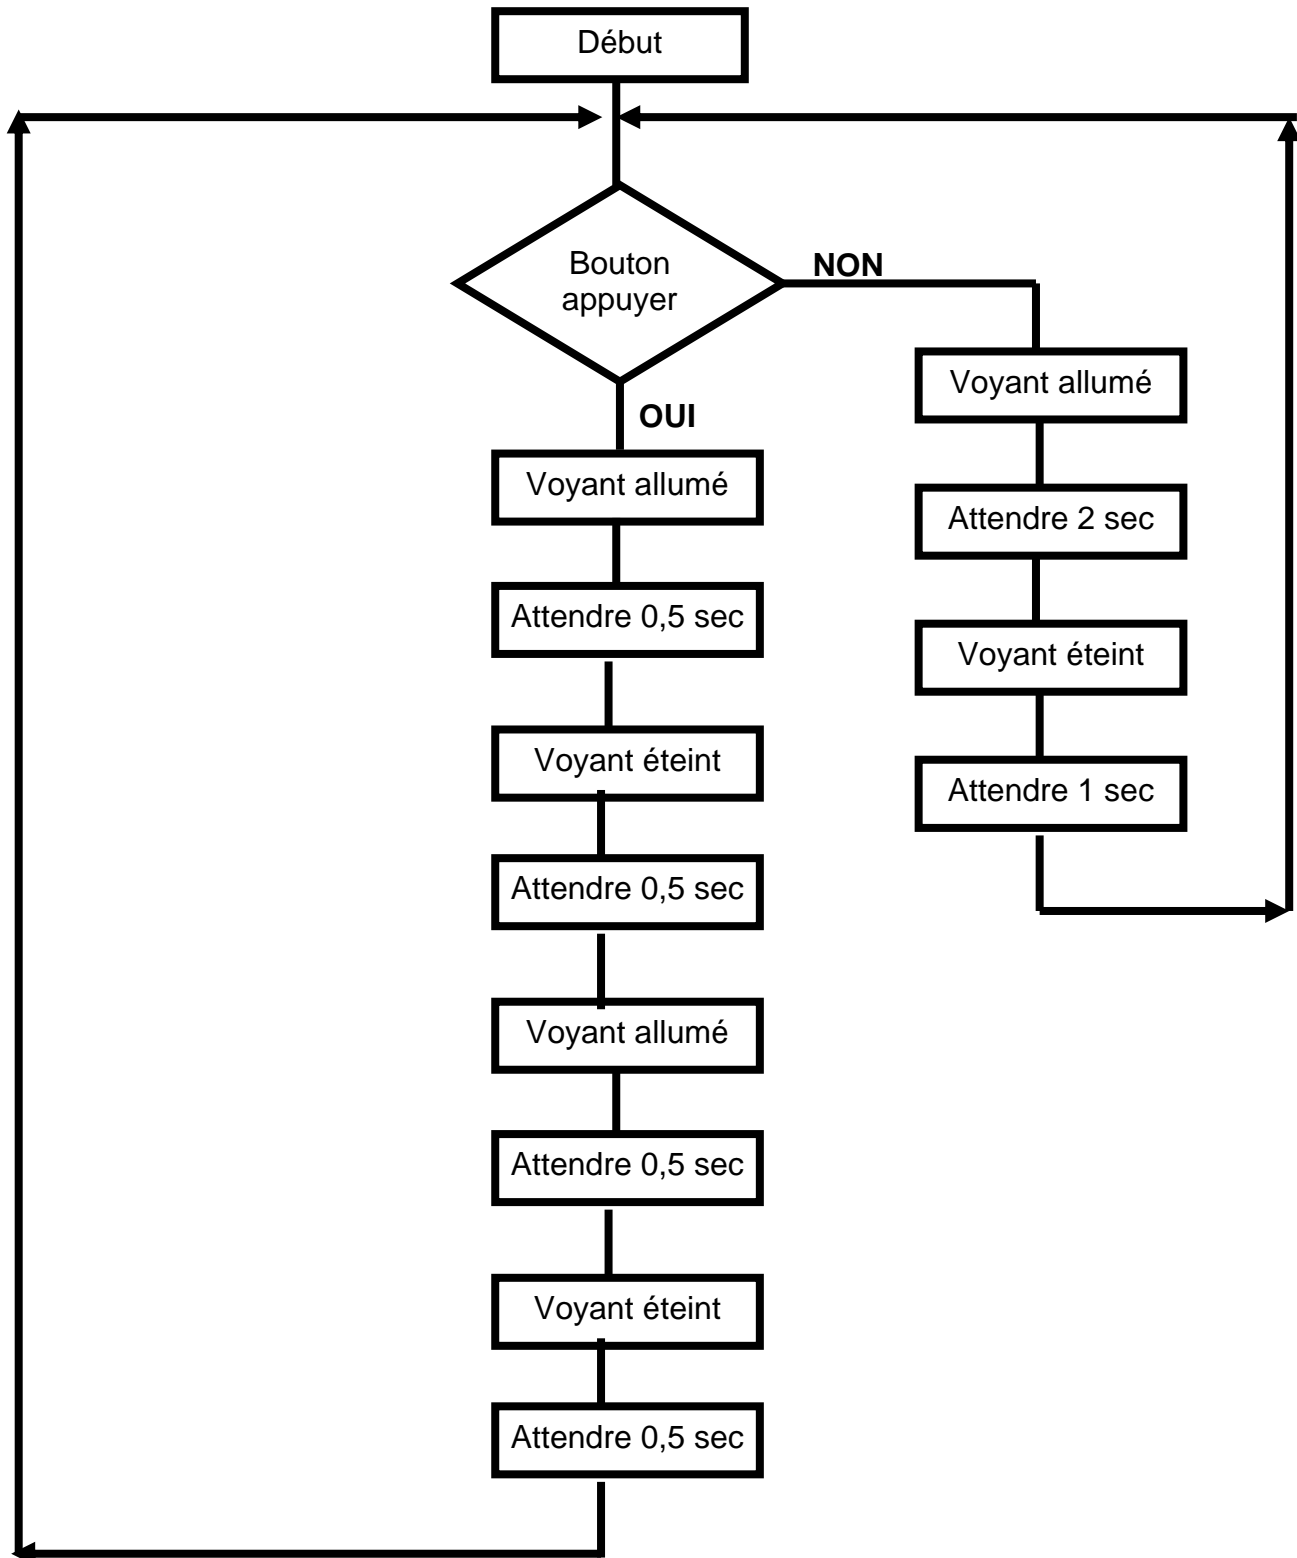 Début
Bouton
appuyer
NON
OUI
Voyant allumé
Attendre 0,5 sec
Voyant éteint
Attendre 0,5 sec
Voyant allumé
Attendre 0,5 sec
Voyant éteint
Attendre 0,5 sec
Voyant allumé
Attendre 2 sec
Voyant éteint
Attendre 1 sec